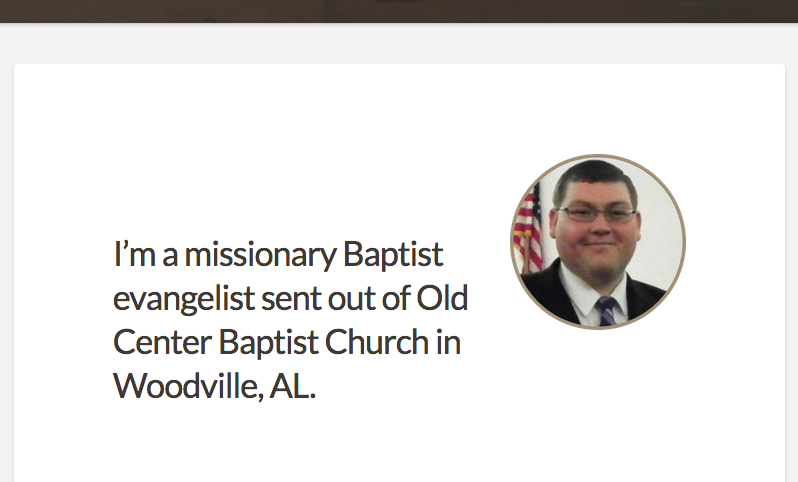 I’m a missionary Baptist
evangelist sent out of Old
Center Baptist Church in
Woodville, AL.